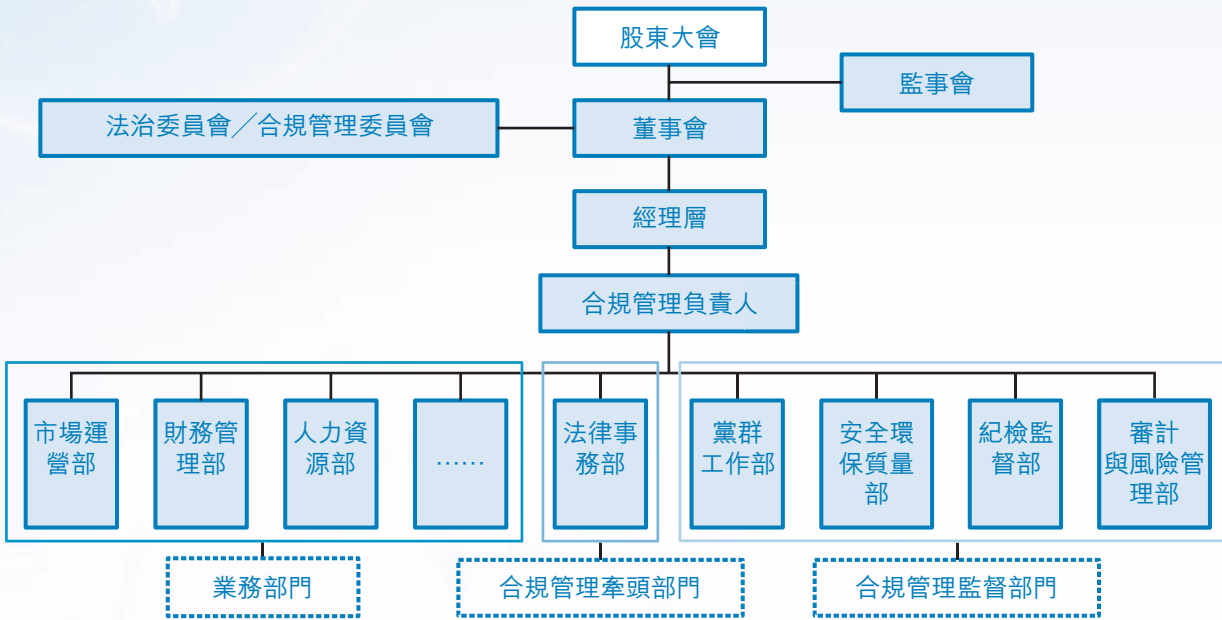 股東大會
監事會
法治委員會╱合規管理委員會
董事會
經理層
合規管理負責人
市場運
營部
財務管
理部
人力資
源部
……
法律事
務部
黨群
工作部
安全環
保質量
部
紀檢監
督部
審計
與風險管
理部
業務部門
合規管理牽頭部門
合規管理監督部門